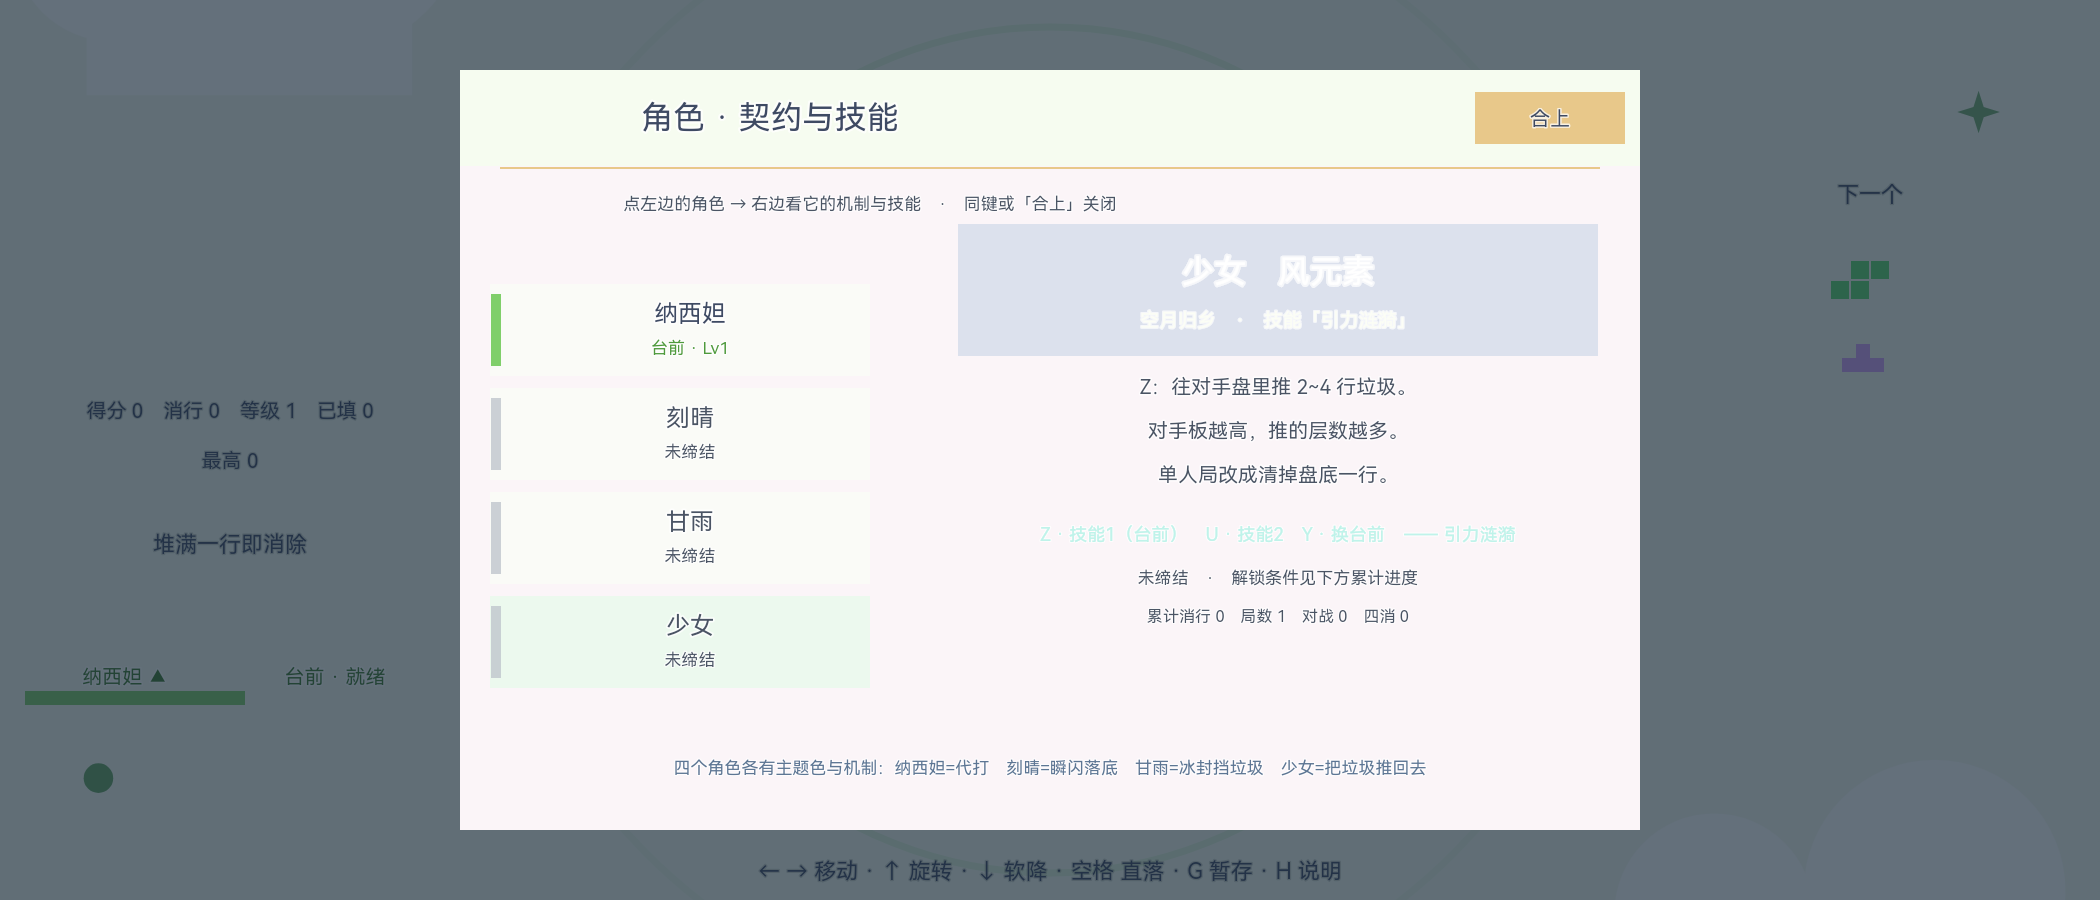 角色 · 契约与技能
合上
点左边的角色 → 右边看它的机制与技能 · 同键或「合上」关闭
纳西妲
台前 · Lv1
刻晴
未缔结
甘雨
未缔结
少女
未缔结
少女 风元素
空月归乡 · 技能「引力涟漪」
Z：往对手盘里推 2~4 行垃圾。
对手板越高，推的层数越多。
单人局改成清掉盘底一行。
Z · 技能1（台前） U · 技能2 Y · 换台前 —— 引力涟漪
未缔结 · 解锁条件见下方累计进度
累计消行 0 局数 1 对战 0 四消 0
四个角色各有主题色与机制：纳西妲=代打 刻晴=瞬闪落底 甘雨=冰封挡垃圾 少女=把垃圾推回去
得分 0 消行 0 等级 1 已填 0
最高 0
堆满一行即消除
纳西妲 ▲ 台前 · 就绪
下一个
← → 移动 · ↑ 旋转 · ↓ 软降 · 空格 直落 · G 暂存 · H 说明